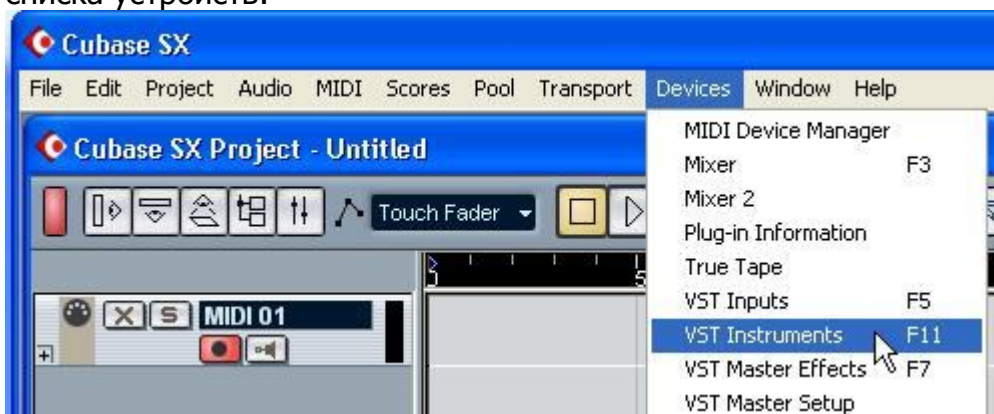 списка устройств.
Cubase SX
File Edit Project Audio MIDI Scores Pool Transport Devices Window Help
Cubase SX Project - Untitled
Touch Fader
MIDI Device Manager
Mixer F3
Mixer 2
Plug-in Information
True Tape
VST Inputs F5
VST Instruments F11
VST Master Effects F7
VST Master Setup
X S MIDI 01